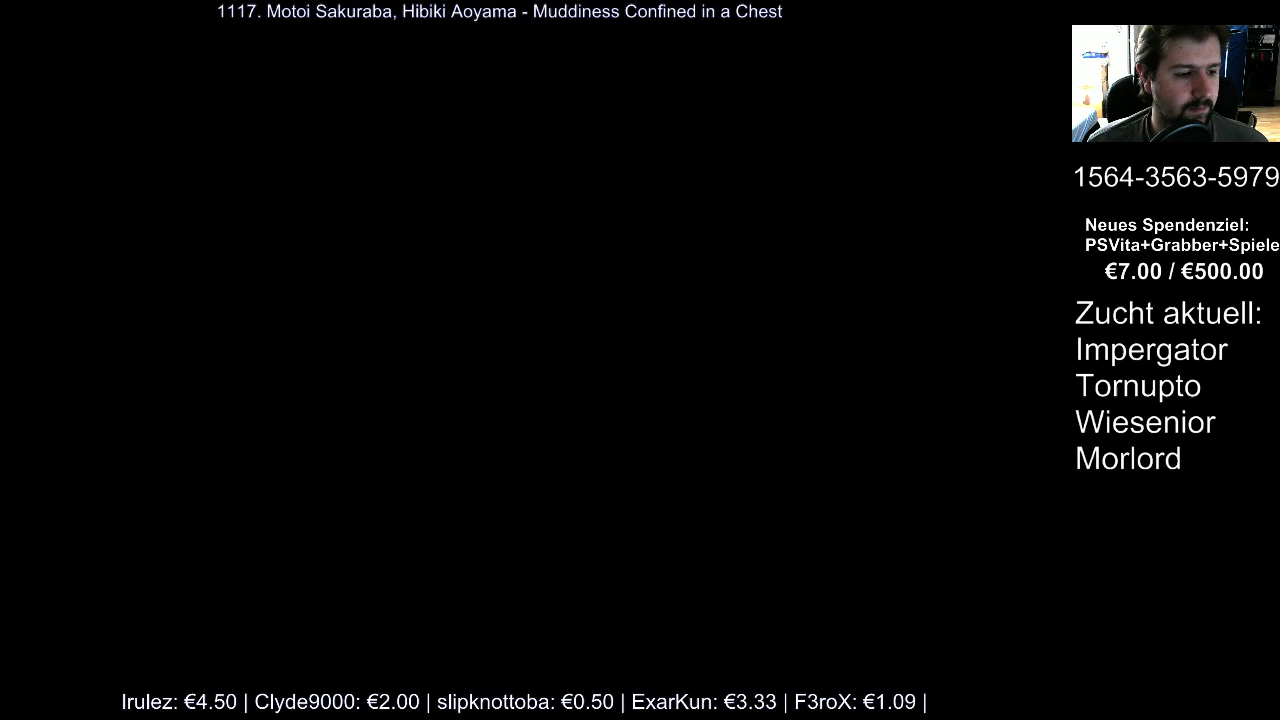 1117. Motoi Sakuraba, Hibiki Aoyama - Muddiness Confined in a Chest
1564-3563-5979
Neues Spendenziel:
PSVita+Grabber+Spiele
€7.00 / €500.00
Zucht aktuell:
Impergator
Tornupto
Wiesenior
Morlord
Irulez: €4.50 | Clyde9000: €2.00 | slipknottoba: €0.50 | ExarKun: €3.33 | F3roX: €1.09 |